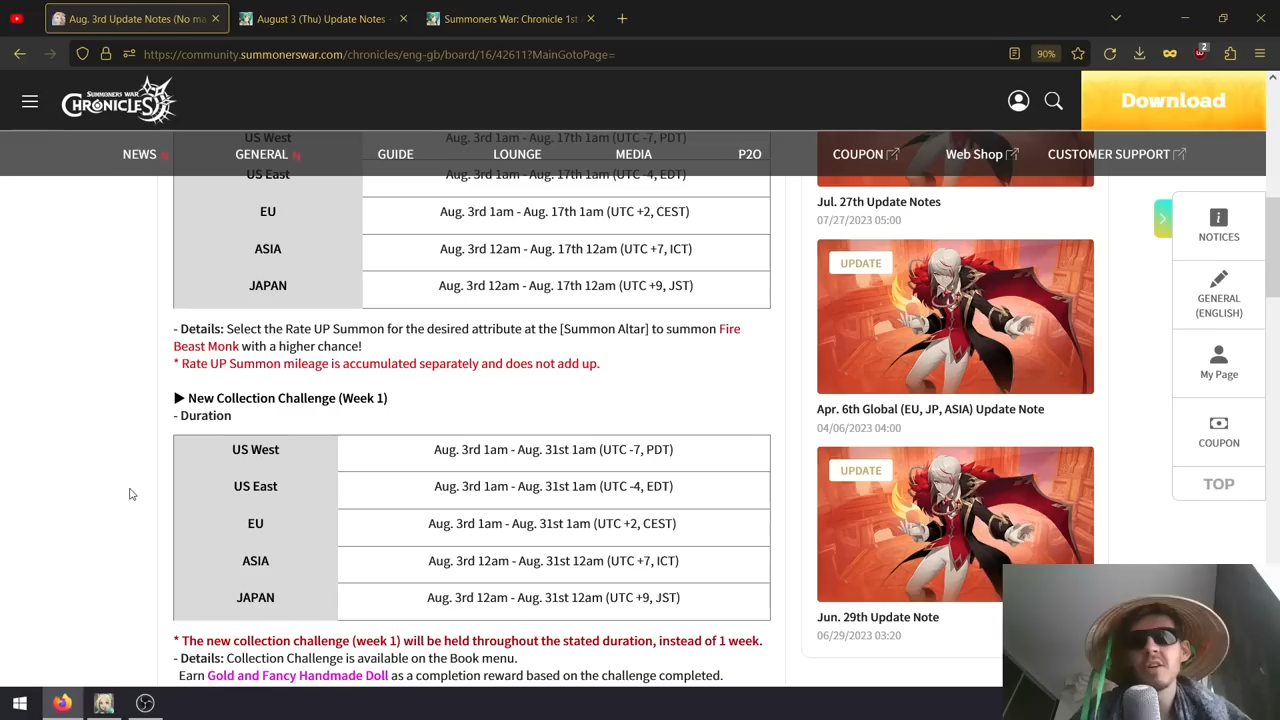 Aug. 3rd Update Notes (No ma
August 3 (Thu) Update Notes -
Summoners War: Chronicle 1st
https://community.summonerswar.com/chronicles/eng-gb/board/16/42611?MainGotoPage=
90%
2
SUMMONERS WAR
CHRONICLES
Download
NEWS N
GENERAL N
GUIDE
LOUNGE
MEDIA
P2O
COUPON
Web Shop
CUSTOMER SUPPORT
US West Aug. 3rd 1am - Aug. 17th 1am (UTC -7, PDT)
US East Aug. 3rd 1am - Aug. 17th 1am (UTC -4, EDT)
EU Aug. 3rd 1am - Aug. 17th 1am (UTC +2, CEST)
ASIA Aug. 3rd 12am - Aug. 17th 12am (UTC +7, ICT)
JAPAN Aug. 3rd 12am - Aug. 17th 12am (UTC +9, JST)
- Details: Select the Rate UP Summon for the desired attribute at the [Summon Altar] to summon Fire
Beast Monk with a higher chance!
* Rate UP Summon mileage is accumulated separately and does not add up.
▶ New Collection Challenge (Week 1)
- Duration
US West Aug. 3rd 1am - Aug. 31st 1am (UTC -7, PDT)
US East Aug. 3rd 1am - Aug. 31st 1am (UTC -4, EDT)
EU Aug. 3rd 1am - Aug. 31st 1am (UTC +2, CEST)
ASIA Aug. 3rd 12am - Aug. 31st 12am (UTC +7, ICT)
JAPAN Aug. 3rd 12am - Aug. 31st 12am (UTC +9, JST)
* The new collection challenge (week 1) will be held throughout the stated duration, instead of 1 week.
- Details: Collection Challenge is available on the Book menu.
Earn Gold and Fancy Handmade Doll as a completion reward based on the challenge completed.
Jul. 27th Update Notes
07/27/2023 05:00
UPDATE
Apr. 6th Global (EU, JP, ASIA) Update Note
04/06/2023 04:00
UPDATE
Jun. 29th Update Note
06/29/2023 03:20
NOTICES
GENERAL
(ENGLISH)
My Page
COUPON
TOP